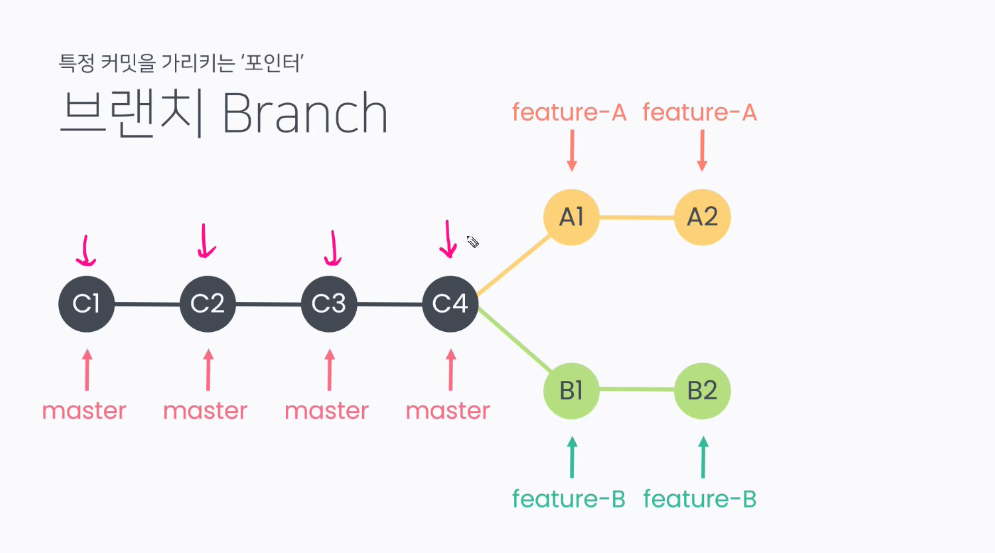 특정 커밋을 가리키는 ‘포인터’
브랜치 Branch
feature-A feature-A
A1 A2
C1 C2 C3 C4
B1 B2
master master master master
feature-B feature-B